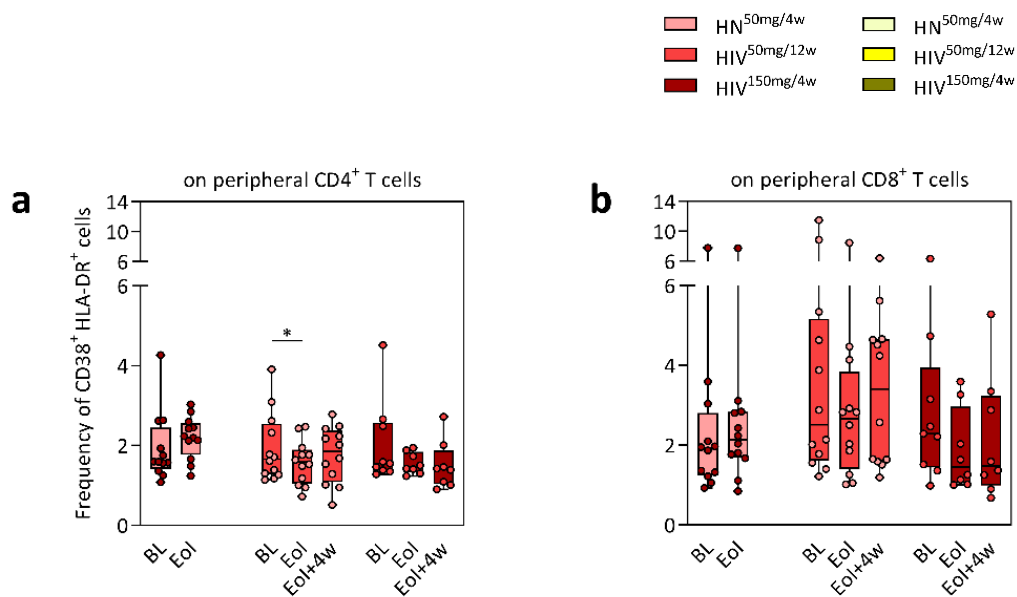 HN50mg/4w HN50mg/4w
HIV50mg/12w HIV50mg/12w
HIV150mg/4w HIV150mg/4w
a
on peripheral CD4+ T cells
Frequency of CD38+ HLA-DR+ cells
14
10
6
6
4
2
0
*
BL EoI BL EoI EoI+4w BL EoI EoI+4w
b
on peripheral CD8+ T cells
14
10
6
6
4
2
0
BL EoI BL EoI EoI+4w BL EoI EoI+4w